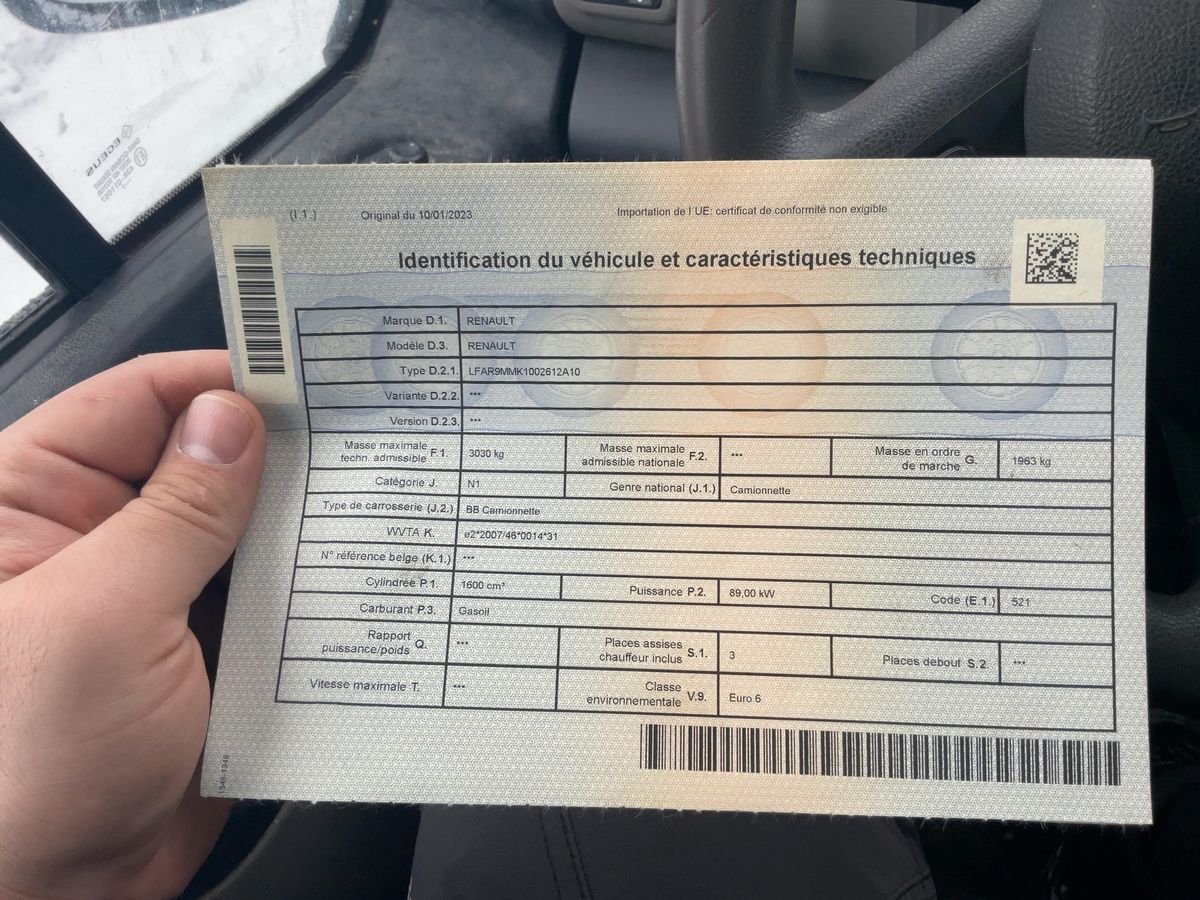 (I.1.) Original du 10/01/2023 Importation de l'UE: certificat de conformité non exigible
Identification du véhicule et caractéristiques techniques
Marque D.1. RENAULT
Modèle D.3. RENAULT
Type D.2.1. LFAR9MMK1002612A10
Variante D.2.2. ***
Version D.2.3. ***
Masse maximale techn. admissible F.1. 3030 kg Masse maximale admissible nationale F.2. *** Masse en ordre de marche G. 1963 kg
Catégorie J. N1 Genre national (J.1.) Camionnette
Type de carrosserie (J.2.) BB Camionnette
WVTA K. e2*2007/46*0014*31
N° référence belge (K.1.) ***
Cylindrée P.1. 1600 cm³ Puissance P.2. 89,00 kW Code (E.1.) 521
Carburant P.3. Gasoil
Rapport puissance/poids Q. *** Places assises chauffeur inclus S.1. 3 Places debout S.2. ***
Vitesse maximale T. *** Classe environnementale V.9. Euro 6